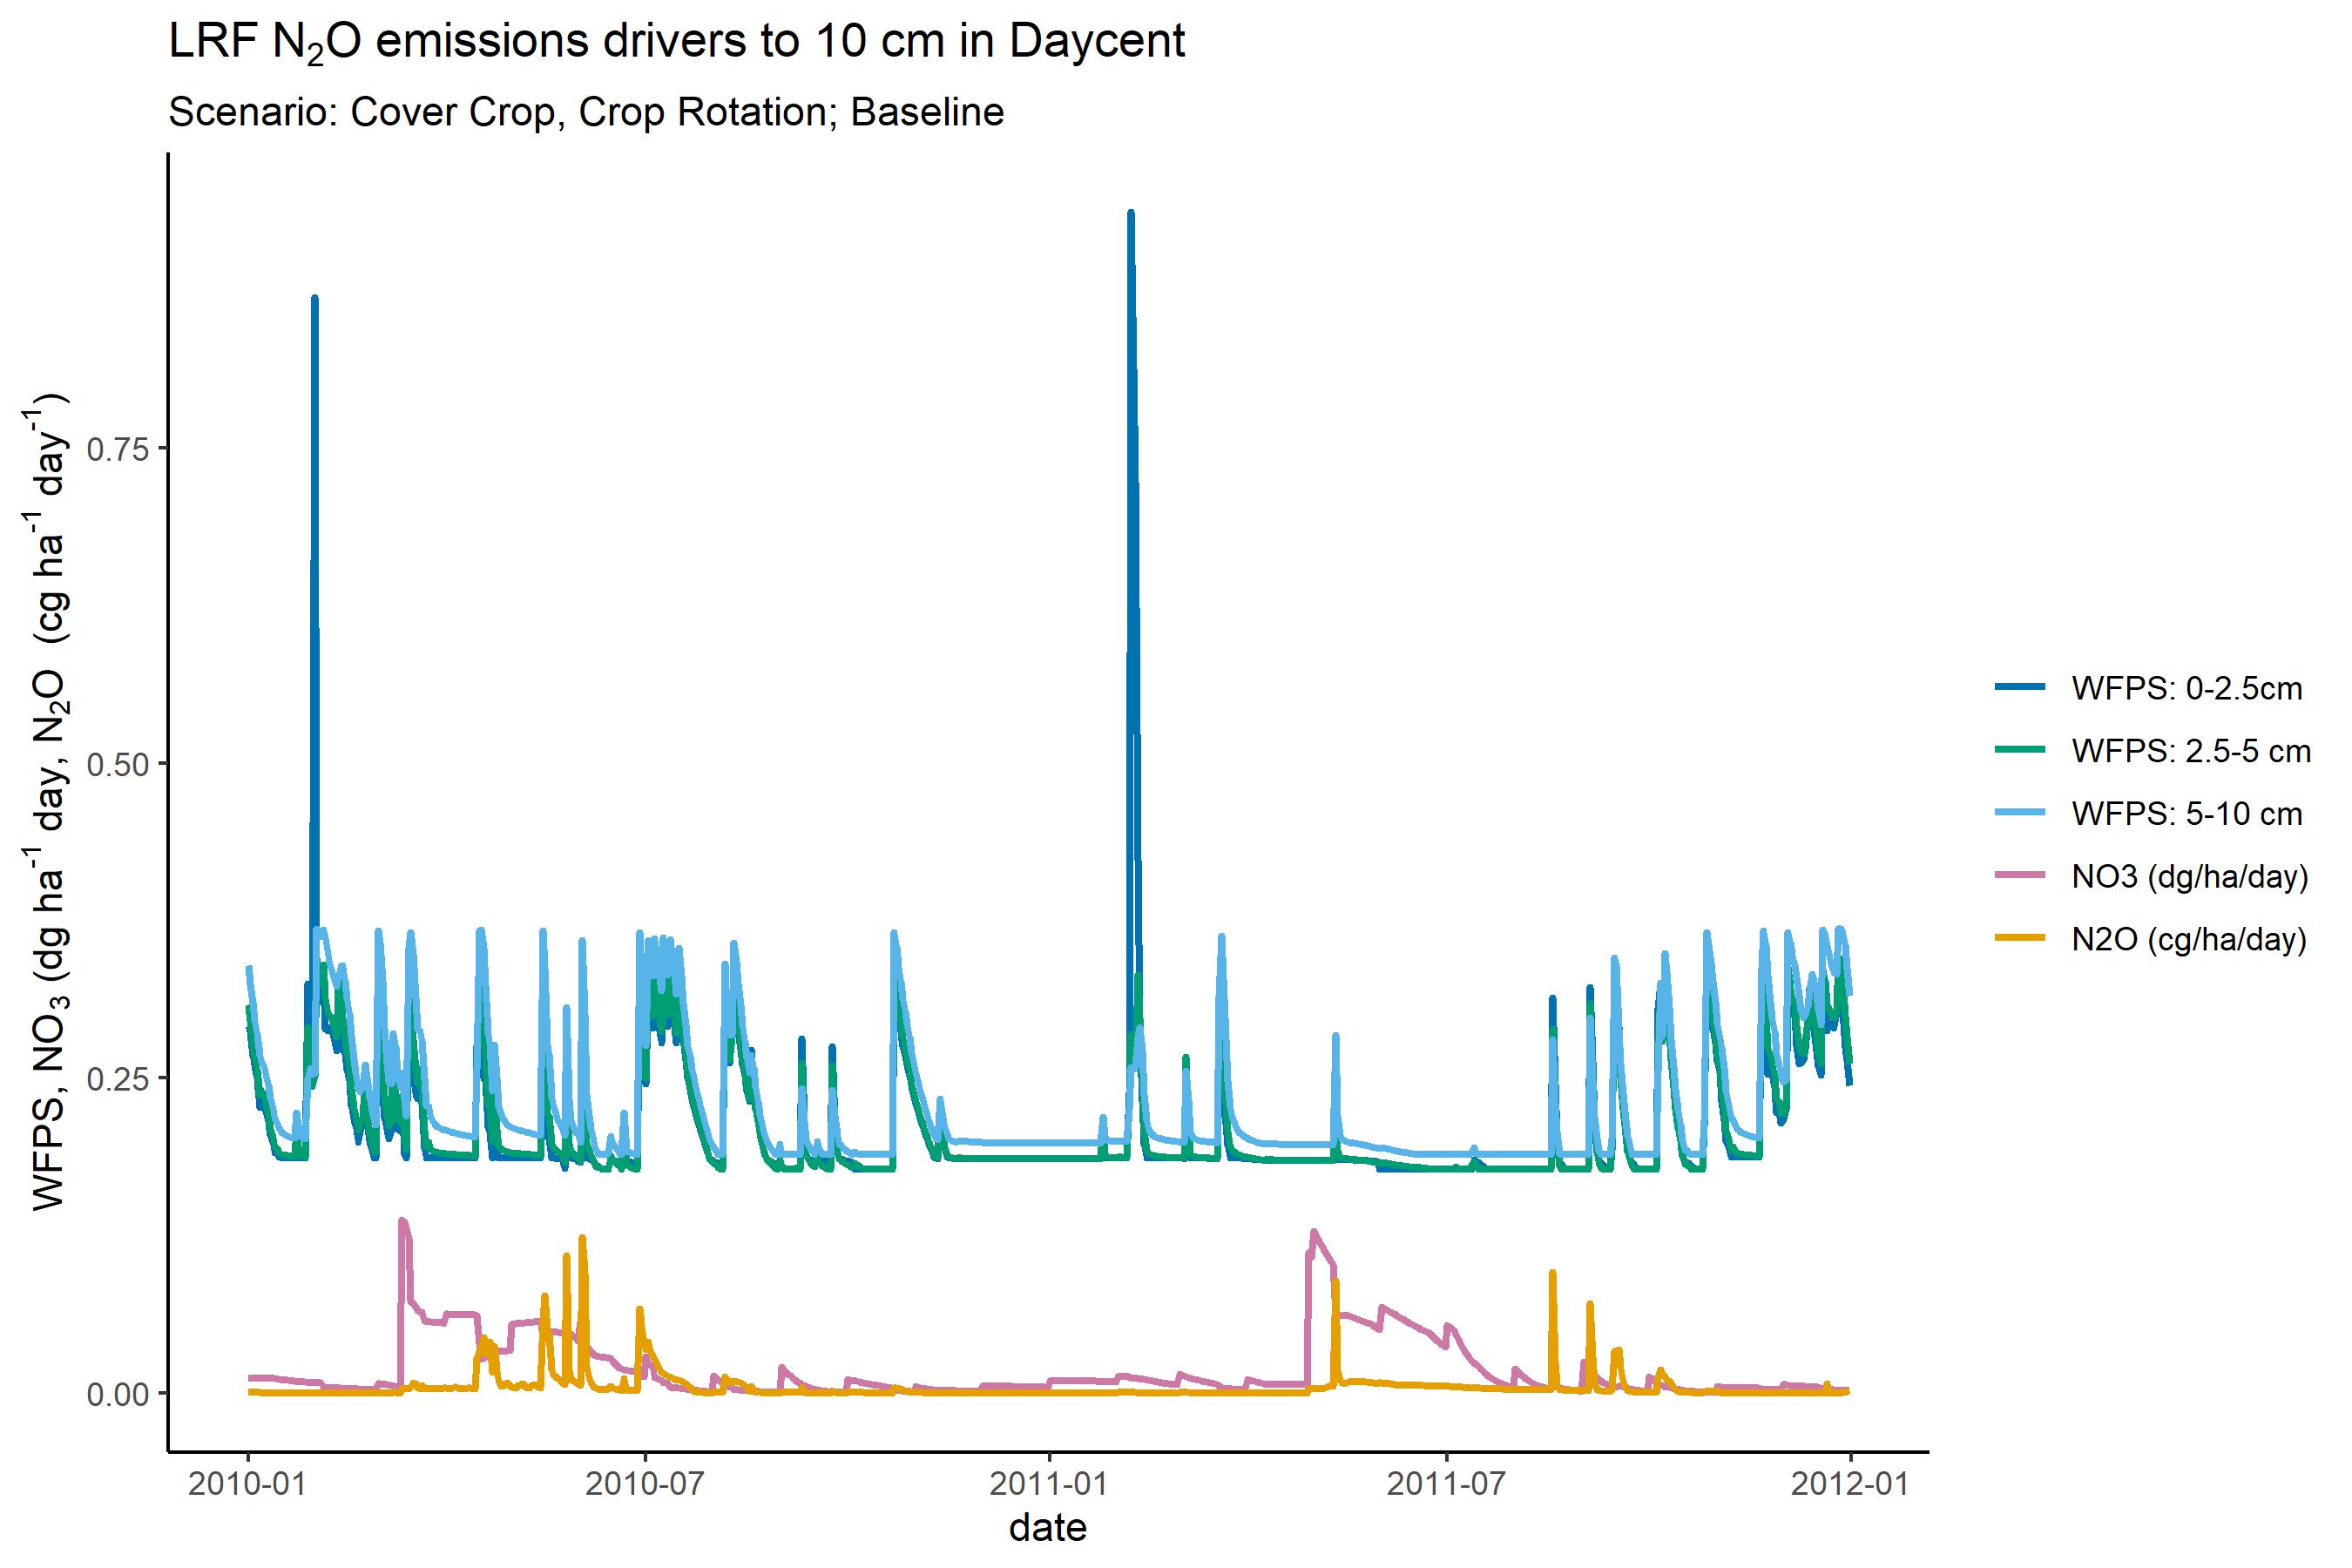 LRF N₂O emissions drivers to 10 cm in Daycent
Scenario: Cover Crop, Crop Rotation; Baseline
WFPS, NO₃ (dg ha⁻¹ day, N₂O (cg ha⁻¹ day⁻¹)
0.75
0.50
0.25
0.00
2010-01
2010-07
2011-01
2011-07
2012-01
date
WFPS: 0-2.5cm
WFPS: 2.5-5 cm
WFPS: 5-10 cm
NO3 (dg/ha/day)
N2O (cg/ha/day)